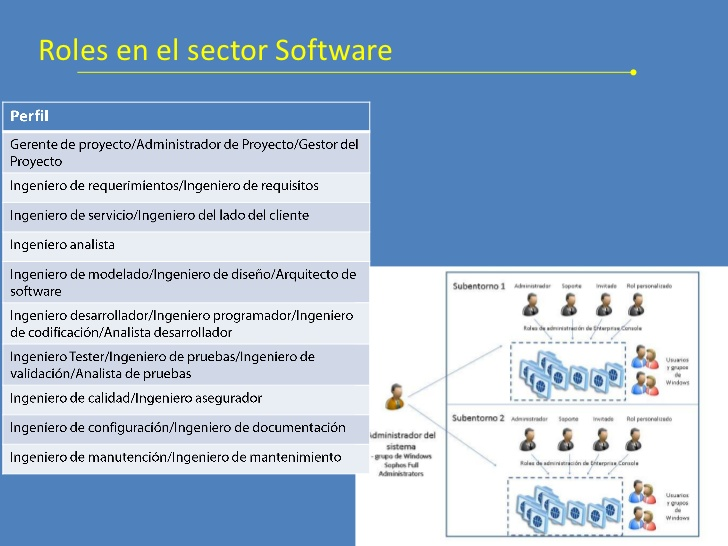 Roles en el sector Software
Perfil
Gerente de proyecto/Administrador de Proyecto/Gestor del
Proyecto
Ingeniero de requerimientos/Ingeniero de requisitos
Ingeniero de servicio/Ingeniero del lado del cliente
Ingeniero analista
Ingeniero de modelado/Ingeniero de diseño/Arquitecto de
software
Ingeniero desarrollador/Ingeniero programador/Ingeniero
de codificación/Analista desarrollador
Ingeniero Tester/Ingeniero de pruebas/Ingeniero de
validación/Analista de pruebas
Ingeniero de calidad/Ingeniero asegurador
Ingeniero de configuración/Ingeniero de documentación
Ingeniero de manutención/Ingeniero de mantenimiento
dministrador del
sistema
- grupo de Windows
Sophos Full
Administrators
Subentorno 1
Administrador Soporte Invitado Rol personalizado
Roles de administración de Enterprise Console
Usuarios
y grupos
de
Windows
Subentorno 2
Administrador Soporte Invitado Rol personalizado
Roles de administración de Enterprise Console
Usuarios
y grupos
de
Windows